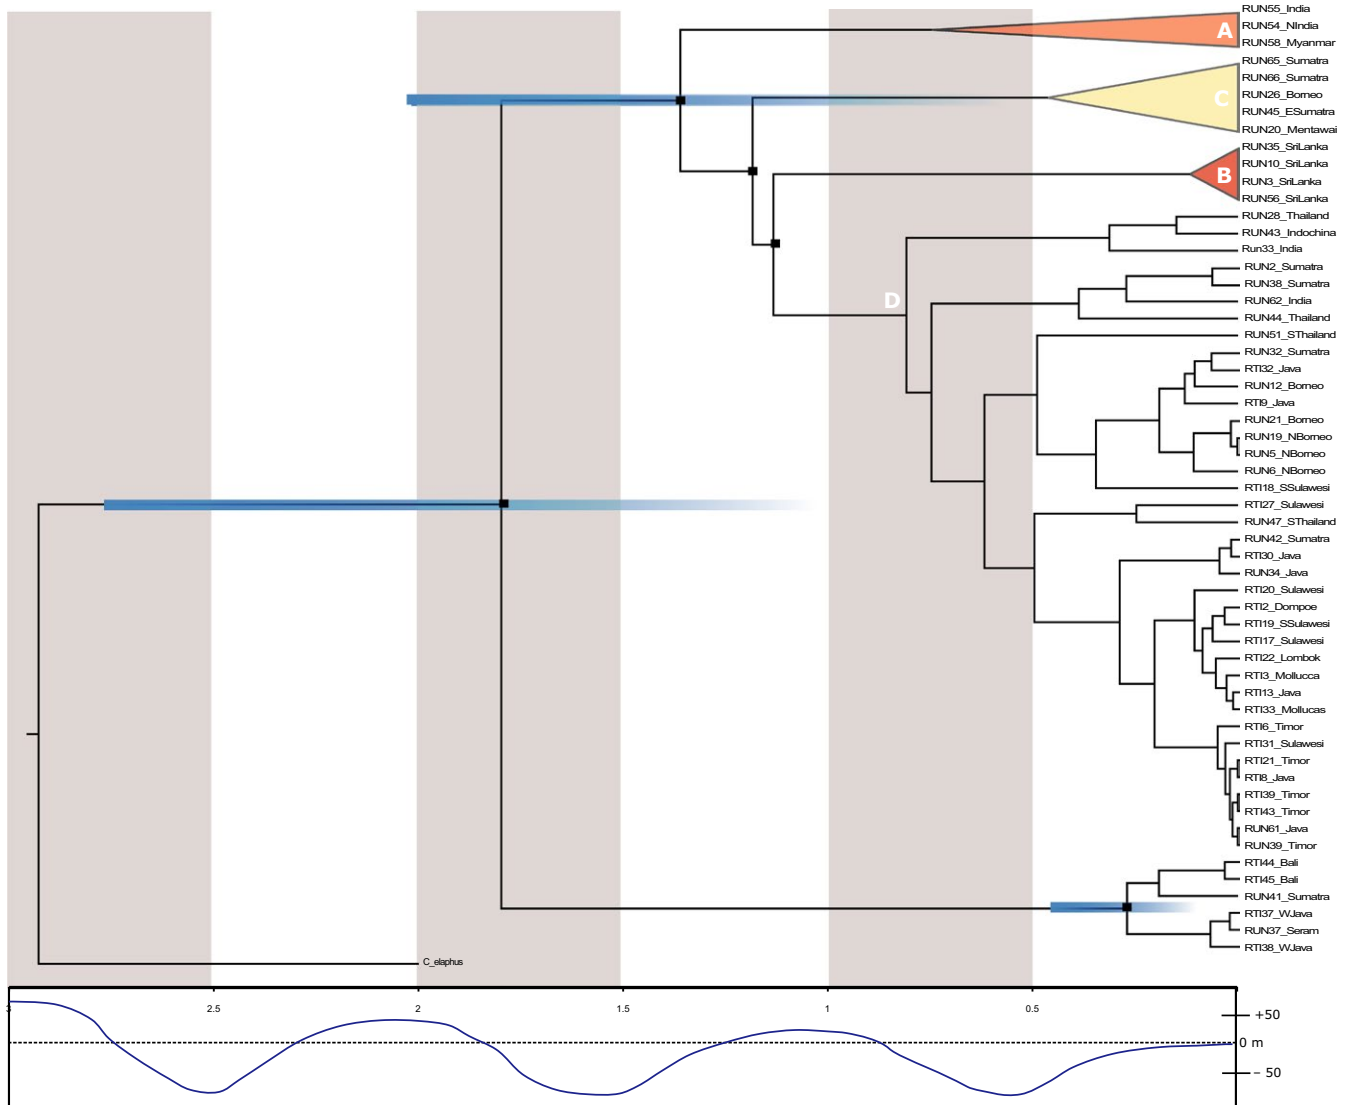 RUN55_India
RUN54_NIndia
A
RUN58_Myanmar
RUN65_Sumatra
RUN66_Sumatra
RUN26_Borneo
C
RUN45_ESumatra
RUN20_Mentawai
RUN35_SriLanka
RUN10_SriLanka
B
RUN3_SriLanka
RUN56_SriLanka
RUN28_Thailand
RUN43_Indochina
Run33_India
RUN2_Sumatra
RUN38_Sumatra
D
RUN62_India
RUN44_Thailand
RUN51_SThailand
RUN32_Sumatra
RTI32_Java
RUN12_Borneo
RTI9_Java
RUN21_Borneo
RUN19_NBorneo
RUN5_NBorneo
RUN6_NBorneo
RTI18_SSulawesi
RTI27_Sulawesi
RUN47_SThailand
RUN42_Sumatra
RTI30_Java
RUN34_Java
RTI20_Sulawesi
RTI2_Dompoe
RTI19_SSulawesi
RTI17_Sulawesi
RTI22_Lombok
RTI3_Mollucca
RTI13_Java
RTI33_Mollucas
RTI6_Timor
RTI31_Sulawesi
RTI21_Timor
RTI8_Java
RTI39_Timor
RTI43_Timor
RUN61_Java
RUN39_Timor
RTI44_Bali
RTI45_Bali
RUN41_Sumatra
RTI37_WJava
RUN37_Seram
RTI38_WJava
C_elaphus
3 2.5 2 1.5 1 0.5
+50
0 m
- 50